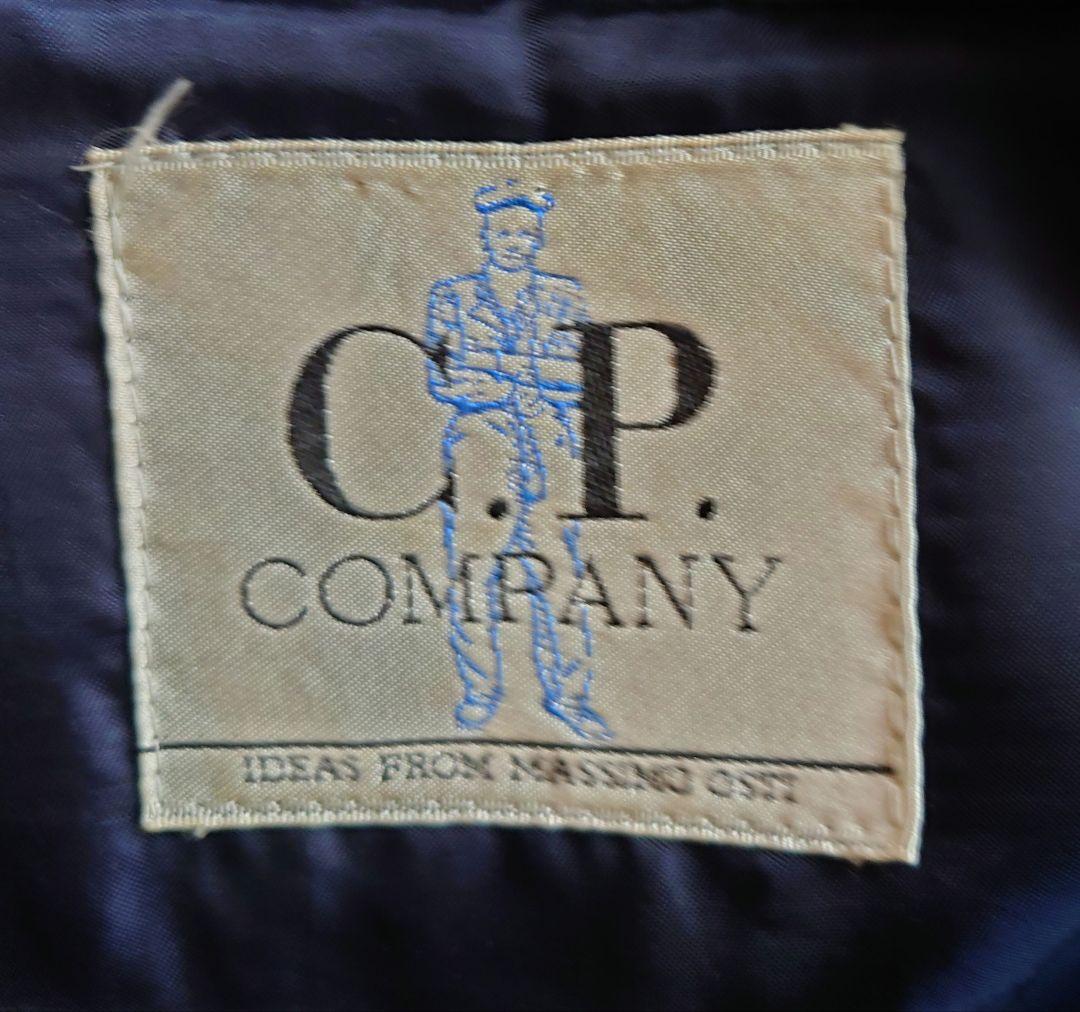 C.P.
COMPANY
IDEAS FROM MASSIMO OSTI